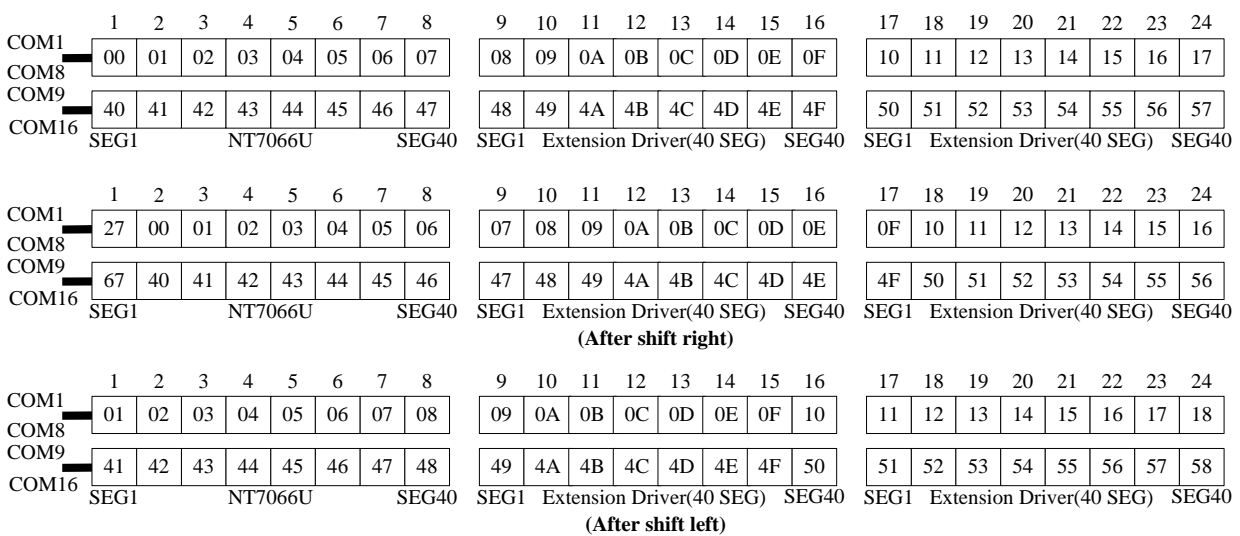 1 2 3 4 5 6 7 8 9 10 11 12 13 14 15 16 17 18 19 20 21 22 23 24
COM1
00 01 02 03 04 05 06 07 08 09 0A 0B 0C 0D 0E 0F 10 11 12 13 14 15 16 17
COM8
COM9
40 41 42 43 44 45 46 47 48 49 4A 4B 4C 4D 4E 4F 50 51 52 53 54 55 56 57
COM16
SEG1 NT7066U SEG40 SEG1 Extension Driver(40 SEG) SEG40 SEG1 Extension Driver(40 SEG) SEG40
1 2 3 4 5 6 7 8 9 10 11 12 13 14 15 16 17 18 19 20 21 22 23 24
COM1
27 00 01 02 03 04 05 06 07 08 09 0A 0B 0C 0D 0E 0F 10 11 12 13 14 15 16
COM8
COM9
67 40 41 42 43 44 45 46 47 48 49 4A 4B 4C 4D 4E 4F 50 51 52 53 54 55 56
COM16
SEG1 NT7066U SEG40 SEG1 Extension Driver(40 SEG) SEG40 SEG1 Extension Driver(40 SEG) SEG40
(After shift right)
1 2 3 4 5 6 7 8 9 10 11 12 13 14 15 16 17 18 19 20 21 22 23 24
COM1
01 02 03 04 05 06 07 08 09 0A 0B 0C 0D 0E 0F 10 11 12 13 14 15 16 17 18
COM8
COM9
41 42 43 44 45 46 47 48 49 4A 4B 4C 4D 4E 4F 50 51 52 53 54 55 56 57 58
COM16
SEG1 NT7066U SEG40 SEG1 Extension Driver(40 SEG) SEG40 SEG1 Extension Driver(40 SEG) SEG40
(After shift left)